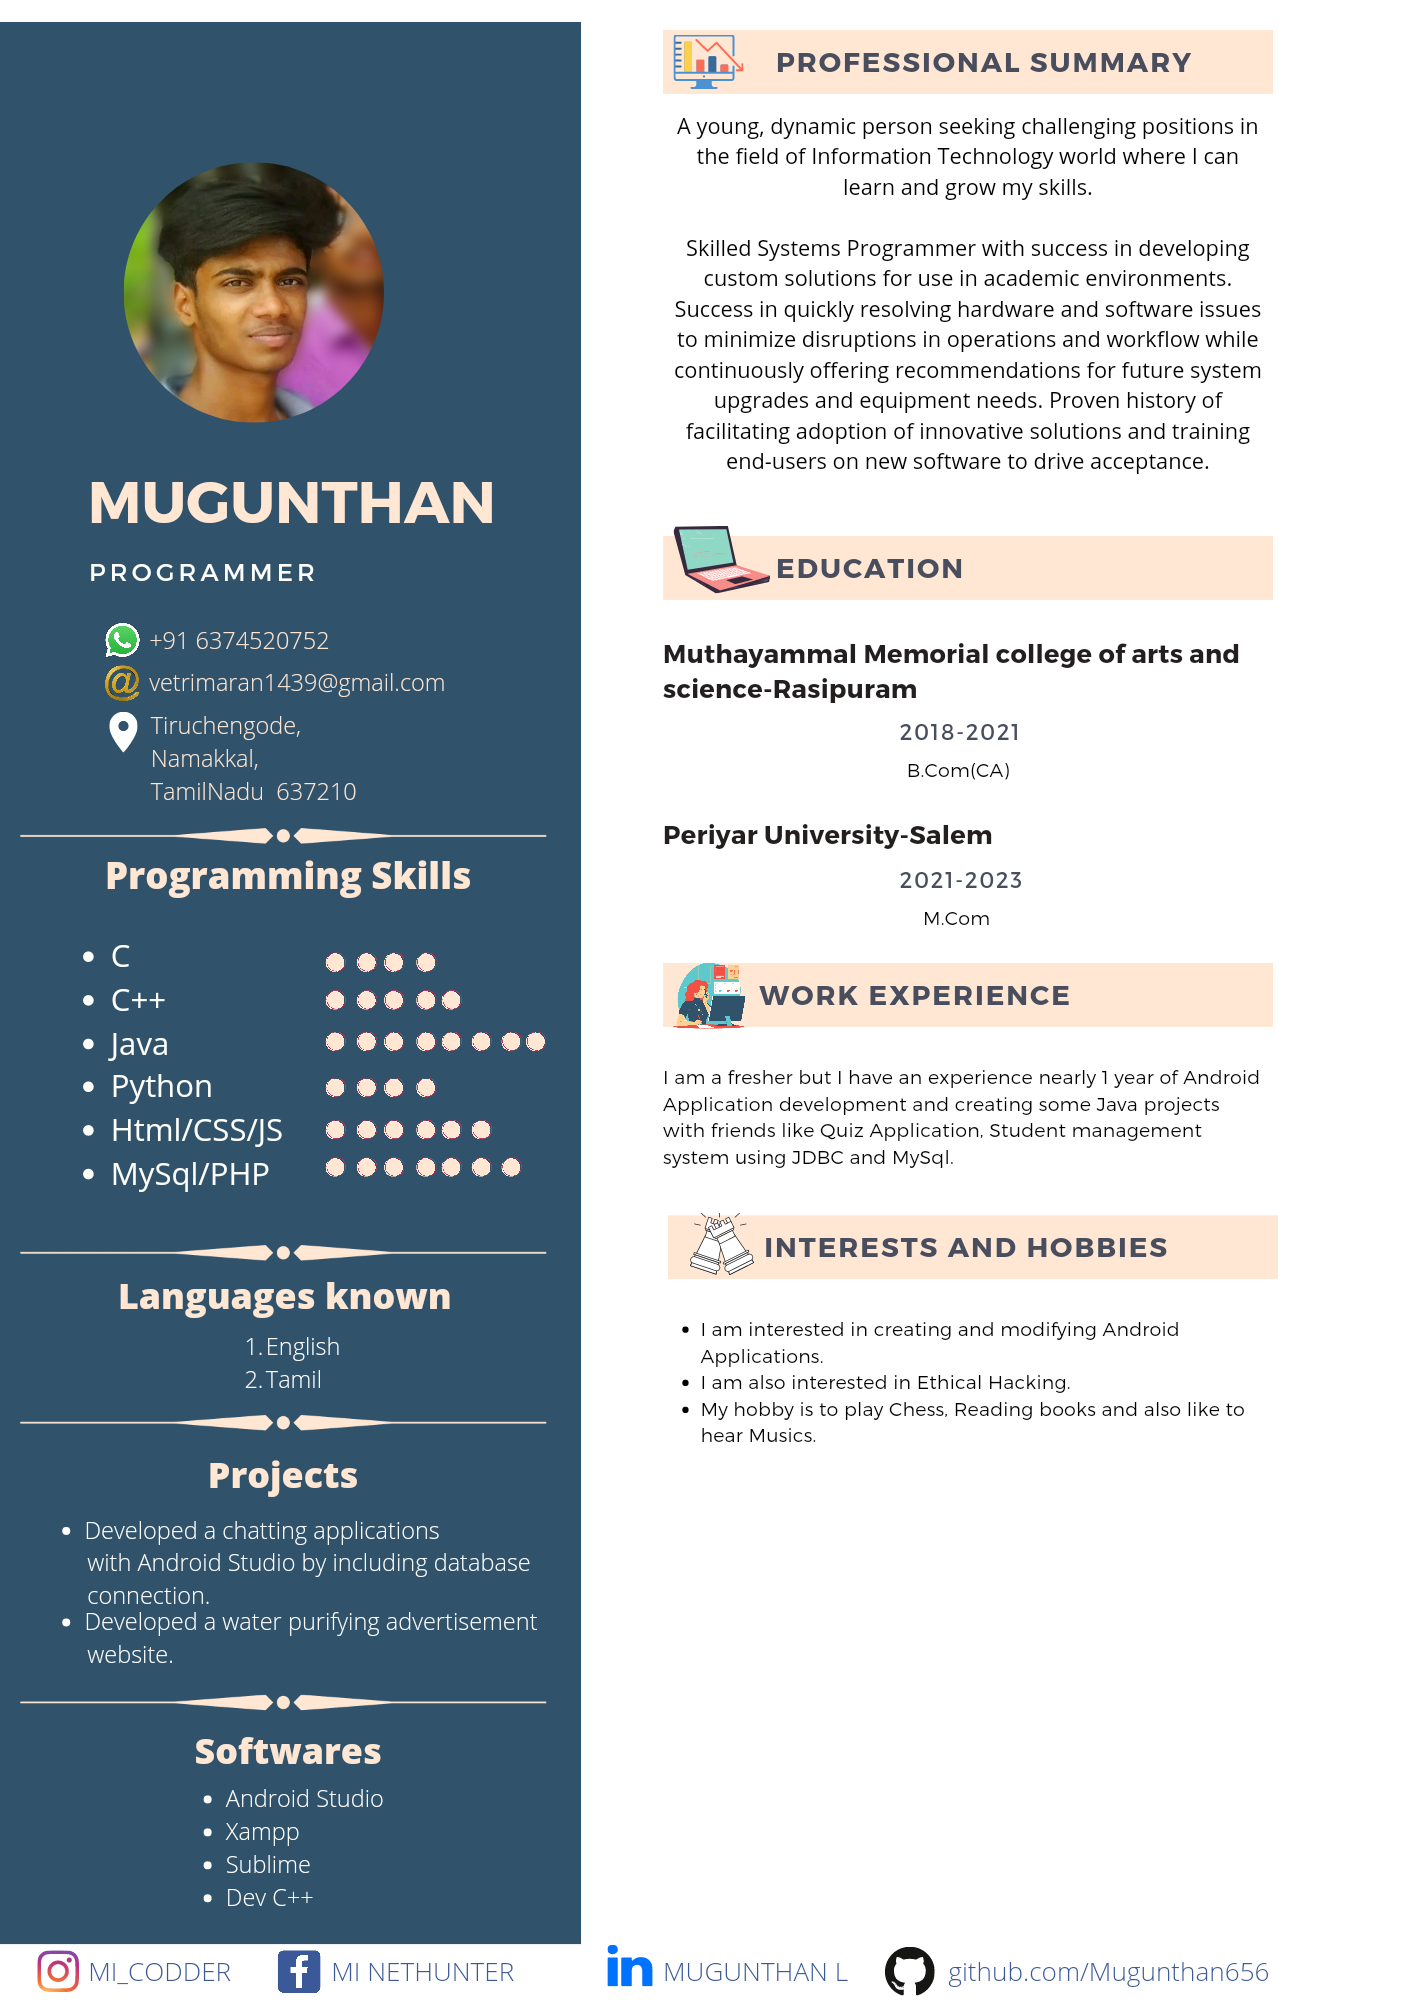 MUGUNTHAN
PROGRAMMER
+91 6374520752
vetrimaran1439@gmail.com
Tiruchengode,
Namakkal,
TamilNadu  637210
Programming Skills
• C
• C++
• Java
• Python
• Html/CSS/JS
• MySql/PHP
Languages known
1. English
2. Tamil
Projects
• Developed a chatting applications
with Android Studio by including database
connection.
• Developed a water purifying advertisement
website.
Softwares
• Android Studio
• Xampp
• Sublime
• Dev C++
PROFESSIONAL SUMMARY
A young, dynamic person seeking challenging positions in
the field of Information Technology world where I can
learn and grow my skills.
Skilled Systems Programmer with success in developing
custom solutions for use in academic environments.
Success in quickly resolving hardware and software issues
to minimize disruptions in operations and workflow while
continuously offering recommendations for future system
upgrades and equipment needs. Proven history of
facilitating adoption of innovative solutions and training
end-users on new software to drive acceptance.
EDUCATION
Muthayammal Memorial college of arts and
science-Rasipuram
2018-2021
B.Com(CA)
Periyar University-Salem
2021-2023
M.Com
WORK EXPERIENCE
I am a fresher but I have an experience nearly 1 year of Android
Application development and creating some Java projects
with friends like Quiz Application, Student management
system using JDBC and MySql.
INTERESTS AND HOBBIES
• I am interested in creating and modifying Android
Applications.
• I am also interested in Ethical Hacking.
• My hobby is to play Chess, Reading books and also like to
hear Musics.
MI_CODDER
MI NETHUNTER
MUGUNTHAN L
github.com/Mugunthan656